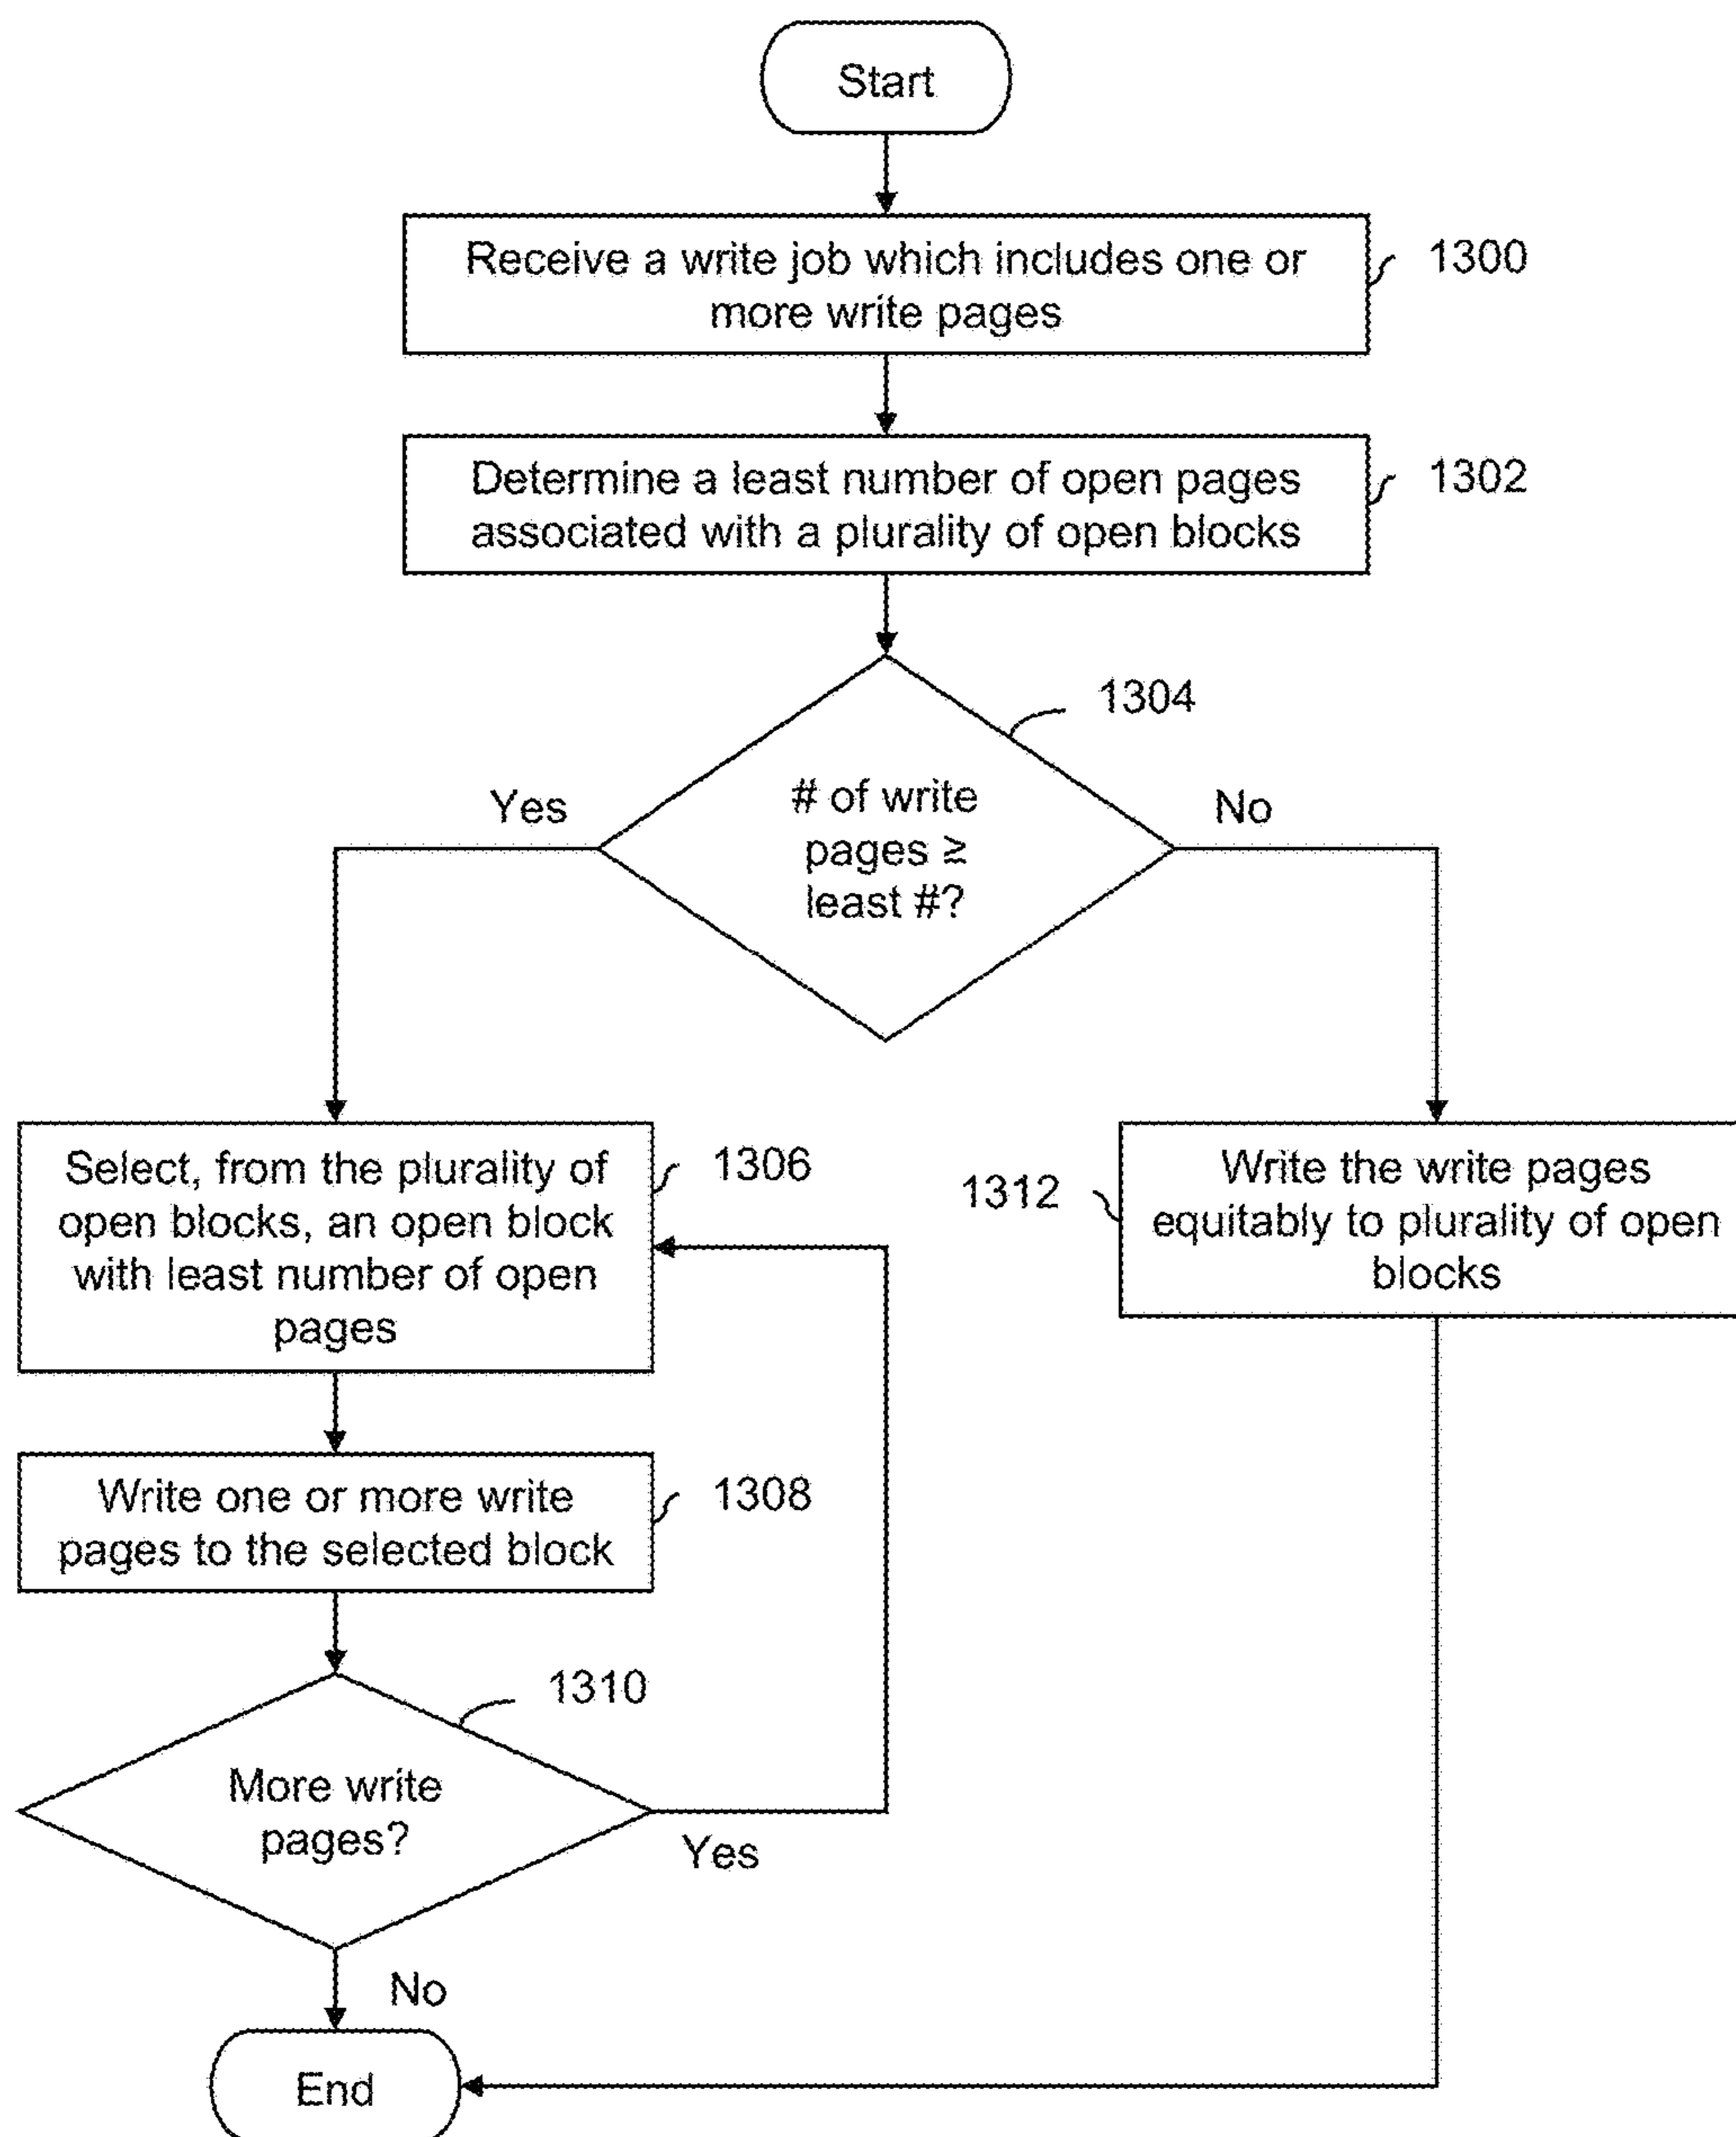 Start
Receive a write job which includes one or
more write pages
1300
Determine a least number of open pages
associated with a plurality of open blocks
1302
1304
# of write
pages ≥
least #?
Yes
No
Select, from the plurality of
open blocks, an open block
with least number of open
pages
1306
1312
Write the write pages
equitably to plurality of open
blocks
Write one or more write
pages to the selected block
1308
1310
More write
pages?
Yes
No
End